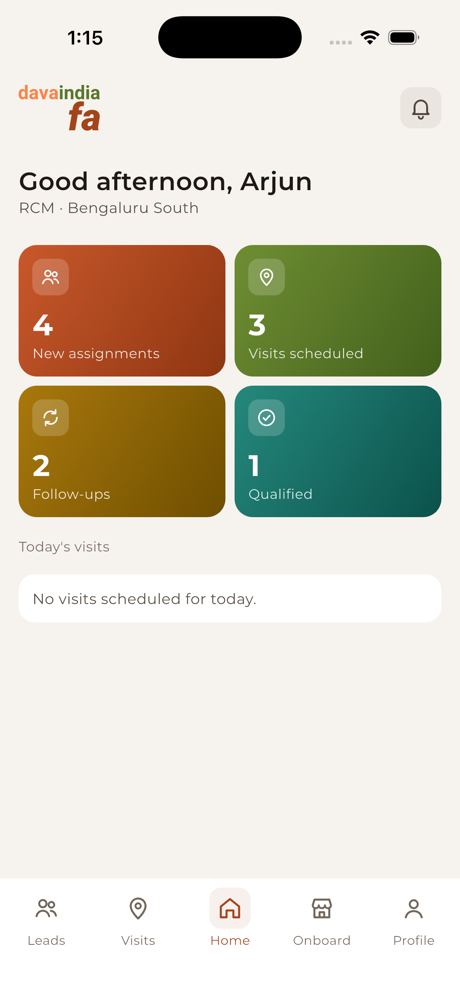 1:15
davaindia
fa
Good afternoon, Arjun
RCM · Bengaluru South
4
New assignments
3
Visits scheduled
2
Follow-ups
1
Qualified
Today's visits
No visits scheduled for today.
Leads
Visits
Home
Onboard
Profile